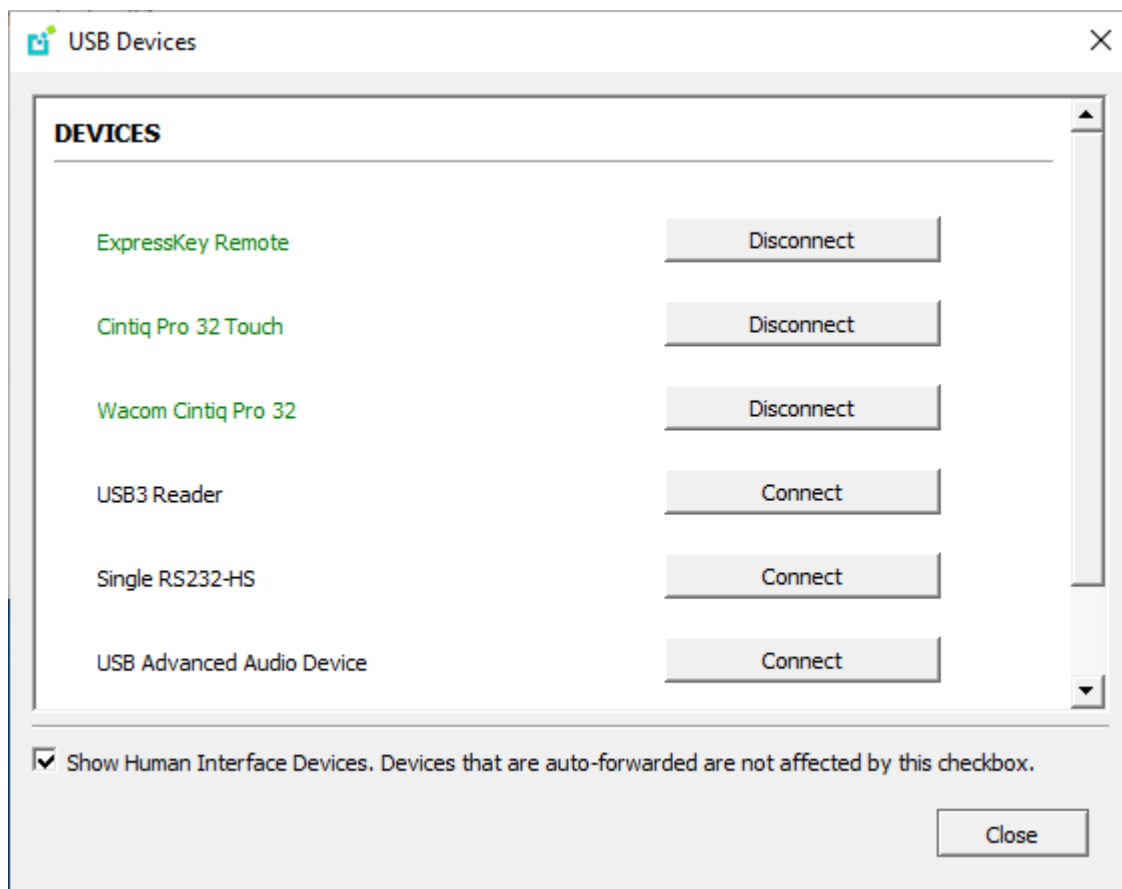 USB Devices
DEVICES
ExpressKey Remote Disconnect
Cintiq Pro 32 Touch Disconnect
Wacom Cintiq Pro 32 Disconnect
USB3 Reader Connect
Single RS232-HS Connect
USB Advanced Audio Device Connect
Show Human Interface Devices. Devices that are auto-forwarded are not affected by this checkbox.
Close